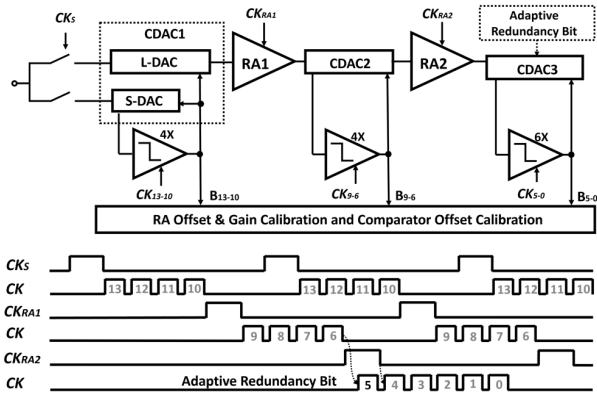 CKS
CKRA1
CKRA2
Adaptive
Redundancy Bit
CDAC1
L-DAC
RA1
CDAC2
RA2
CDAC3
S-DAC
4X
4X
6X
CK13-10
B13-10
CK9-6
B9-6
CK5-0
B5-0
RA Offset & Gain Calibration and Comparator Offset Calibration
CKS
CK 13 12 11 10 13 12 11 10 13 12 11 10
CKRA1
CK 9 8 7 6 9 8 7 6
CKRA2
CK Adaptive Redundancy Bit 5 4 3 2 1 0